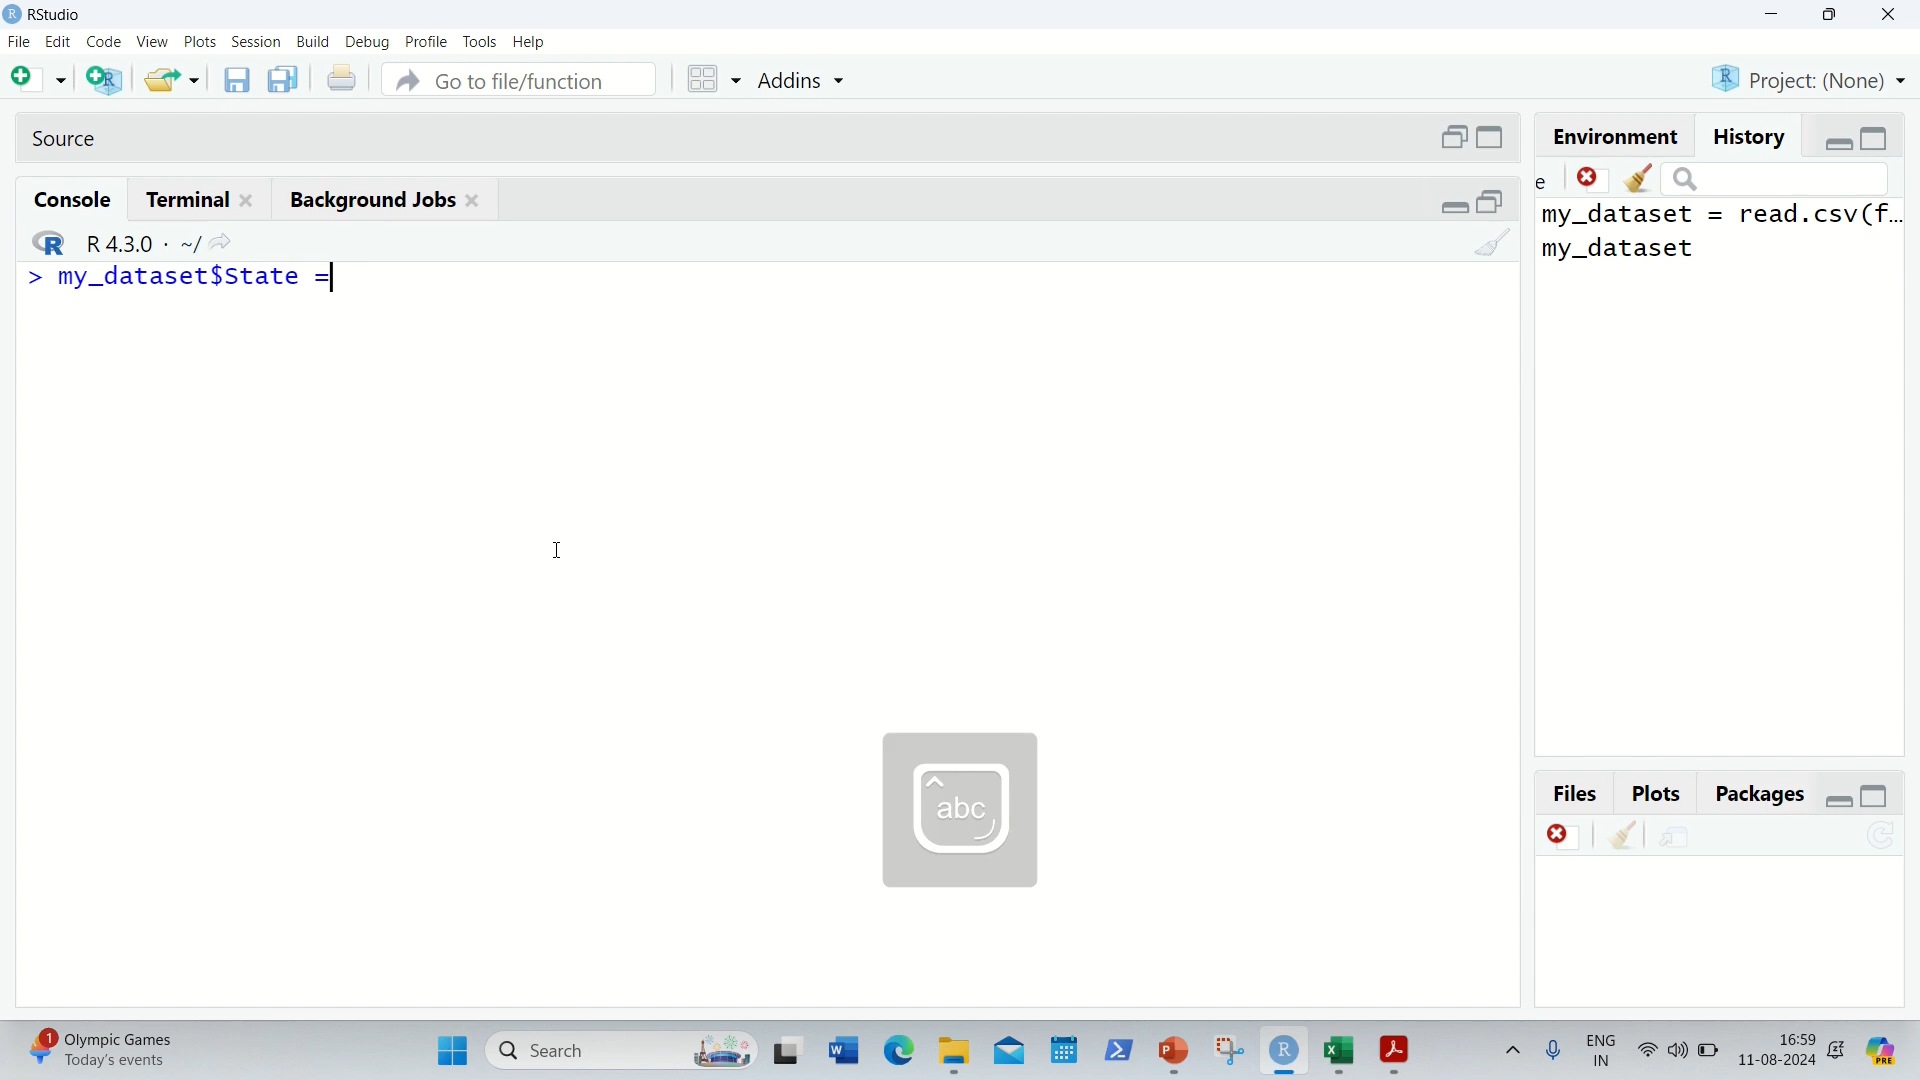 RStudio
File Edit Code View Plots Session Build Debug Profile Tools Help
Go to file/function Addins Project: (None)
Source
Environment History
Console Terminal Background Jobs
e
R 4.3.0 · ~/
my_dataset = read.csv(f...
my_dataset
> my_dataset$State =
abc
Files Plots Packages
1 Olympic Games
Today's events
Search
ENG
IN
16:59
11-08-2024
PRE